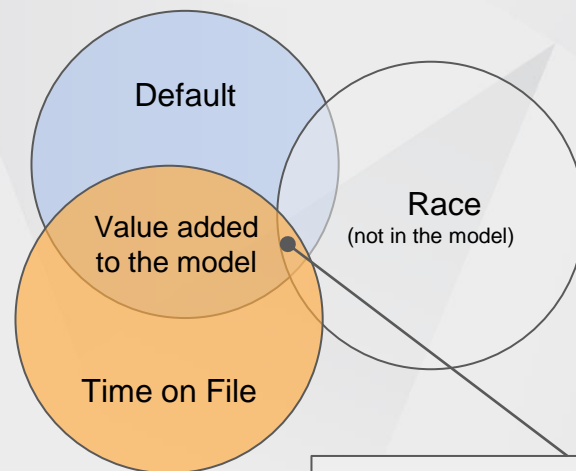 Default
Race
(not in the model)
Value added
to the model
Time on File